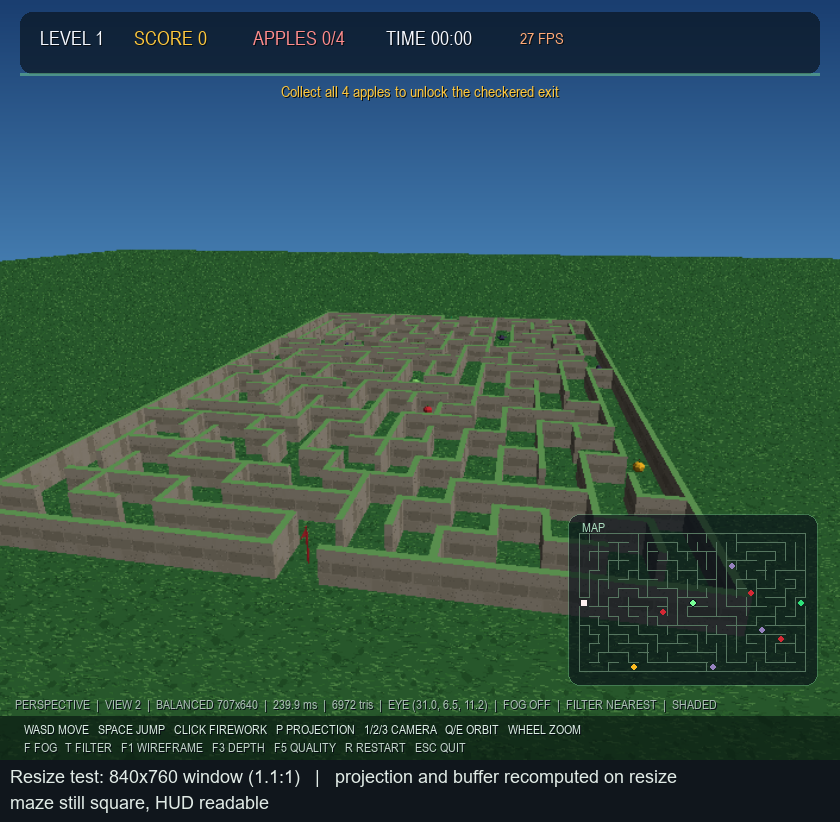 LEVEL 1 SCORE 0 APPLES 0/4 TIME 00:00 27 FPS
Collect all 4 apples to unlock the checkered exit
MAP
PERSPECTIVE | VIEW 2 | BALANCED 707x640 | 239.9 ms | 6972 tris | EYE (31.0, 6.5, 11.2) | FOG OFF | FILTER NEAREST | SHADED
WASD MOVE SPACE JUMP CLICK FIREWORK P PROJECTION 1/2/3 CAMERA Q/E ORBIT WHEEL ZOOM
F FOG T FILTER F1 WIREFRAME F3 DEPTH F5 QUALITY R RESTART ESC QUIT
Resize test: 840x760 window (1.1:1) | projection and buffer recomputed on resize
maze still square, HUD readable